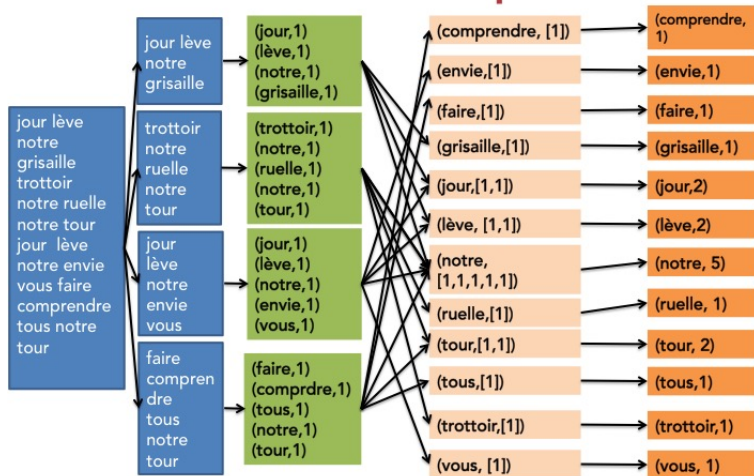 jour lève
notre
grisaille
trottoir
notre ruelle
notre tour
jour lève
notre envie
vous faire
comprendre
tous notre
tour
jour lève
notre
grisaille
trottoir
notre
ruelle
notre
tour
jour
lève
notre
envie
vous
faire
compren
dre
tous
notre
tour
(jour,1)
(lève,1)
(notre,1)
(grisaille,1)
(trottoir,1)
(notre,1)
(ruelle,1)
(notre,1)
(tour,1)
(jour,1)
(lève,1)
(notre,1)
(envie,1)
(vous,1)
(faire,1)
(comprdre,1)
(tous,1)
(notre,1)
(tour,1)
(comprendre, [1])
(envie,[1])
(faire,[1])
(grisaille,[1])
(jour,[1,1])
(lève, [1,1])
(notre,
[1,1,1,1,1])
(ruelle,[1])
(tour,[1,1])
(tous,[1])
(trottoir,[1])
(vous, [1])
(comprendre,
1)
(envie,1)
(faire,1)
(grisaille,1)
(jour,2)
(lève,2)
(notre, 5)
(ruelle, 1)
(tour, 2)
(tous,1)
(trottoir,1)
(vous, 1)